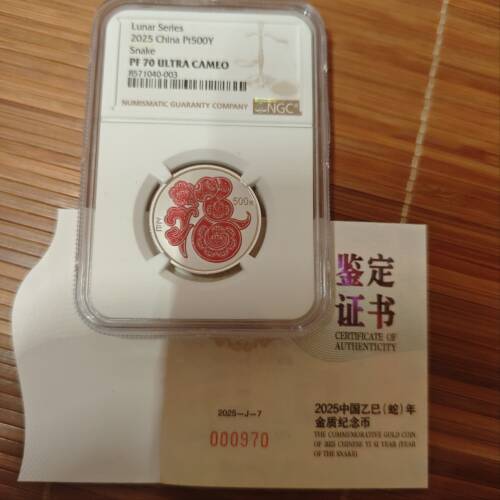 Lunar Series
2025 China Pt500Y
Snake
PF 70 ULTRA CAMEO
8571040-003
NUMISMATIC GUARANTY COMPANY
NGC
500元
鉴定
证书
CERTIFICATE OF
AUTHENTICITY
2025-J-7
000970
2025中国乙巳(蛇)年
金质纪念币
THE COMMEMORATIVE GOLD COIN
OF 2025 CHINESE YI SI YEAR (YEAR
OF THE SNAKE)